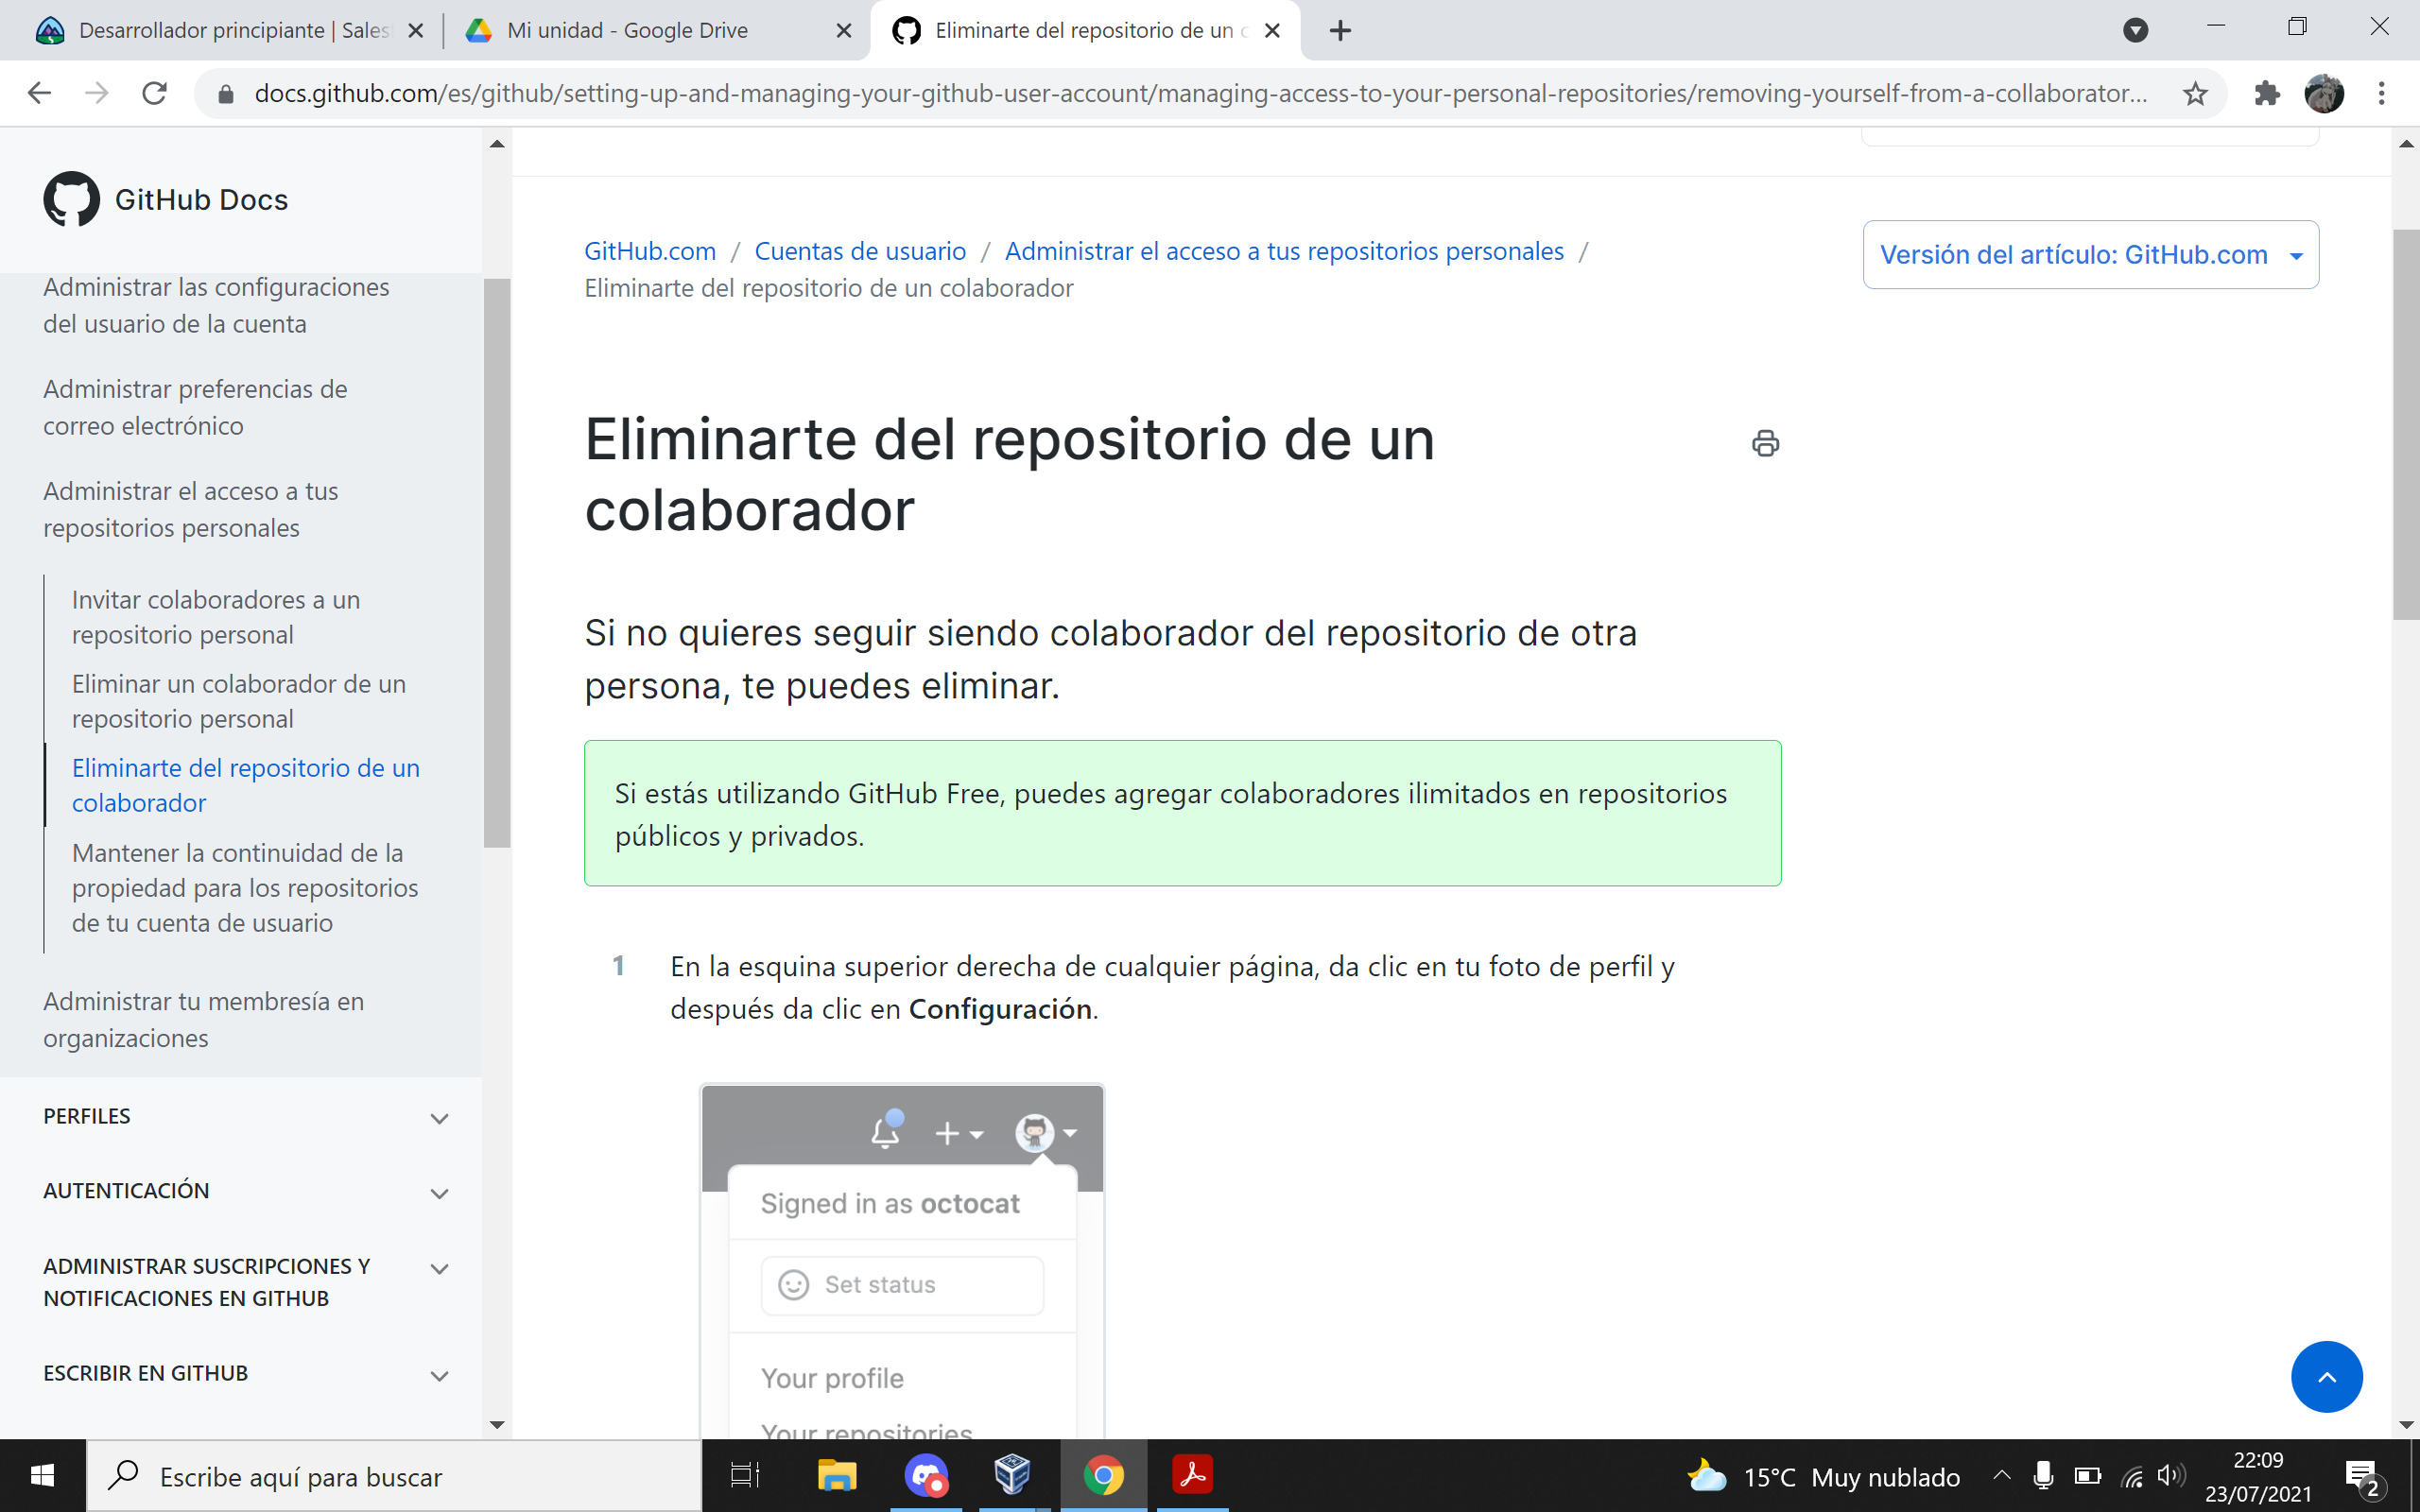 Desarrollador principiante | Sales
Mi unidad - Google Drive
Eliminarte del repositorio de un c
docs.github.com/es/github/setting-up-and-managing-your-github-user-account/managing-access-to-your-personal-repositories/removing-yourself-from-a-collaborator...
GitHub Docs
Administrar las configuraciones
del usuario de la cuenta
Administrar preferencias de
correo electrónico
Administrar el acceso a tus
repositorios personales
Invitar colaboradores a un
repositorio personal
Eliminar un colaborador de un
repositorio personal
Eliminarte del repositorio de un
colaborador
Mantener la continuidad de la
propiedad para los repositorios
de tu cuenta de usuario
Administrar tu membresía en
organizaciones
PERFILES
AUTENTICACIÓN
ADMINISTRAR SUSCRIPCIONES Y
NOTIFICACIONES EN GITHUB
ESCRIBIR EN GITHUB
GitHub.com / Cuentas de usuario / Administrar el acceso a tus repositorios personales /
Eliminarte del repositorio de un colaborador
Versión del artículo: GitHub.com
Eliminarte del repositorio de un
colaborador
Si no quieres seguir siendo colaborador del repositorio de otra
persona, te puedes eliminar.
Si estás utilizando GitHub Free, puedes agregar colaboradores ilimitados en repositorios
públicos y privados.
1 En la esquina superior derecha de cualquier página, da clic en tu foto de perfil y
después da clic en Configuración.
Signed in as octocat
Set status
Your profile
Your repositories
Escribe aquí para buscar
15°C Muy nublado
22:09
23/07/2021
2